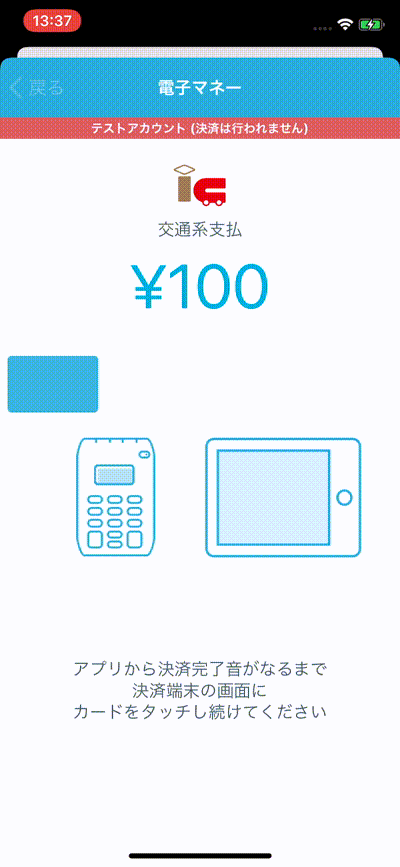 13:37
戻る
電子マネー
テストアカウント (決済は行われません)
交通系支払
¥100
アプリから決済完了音がなるまで
決済端末の画面に
カードをタッチし続けてください